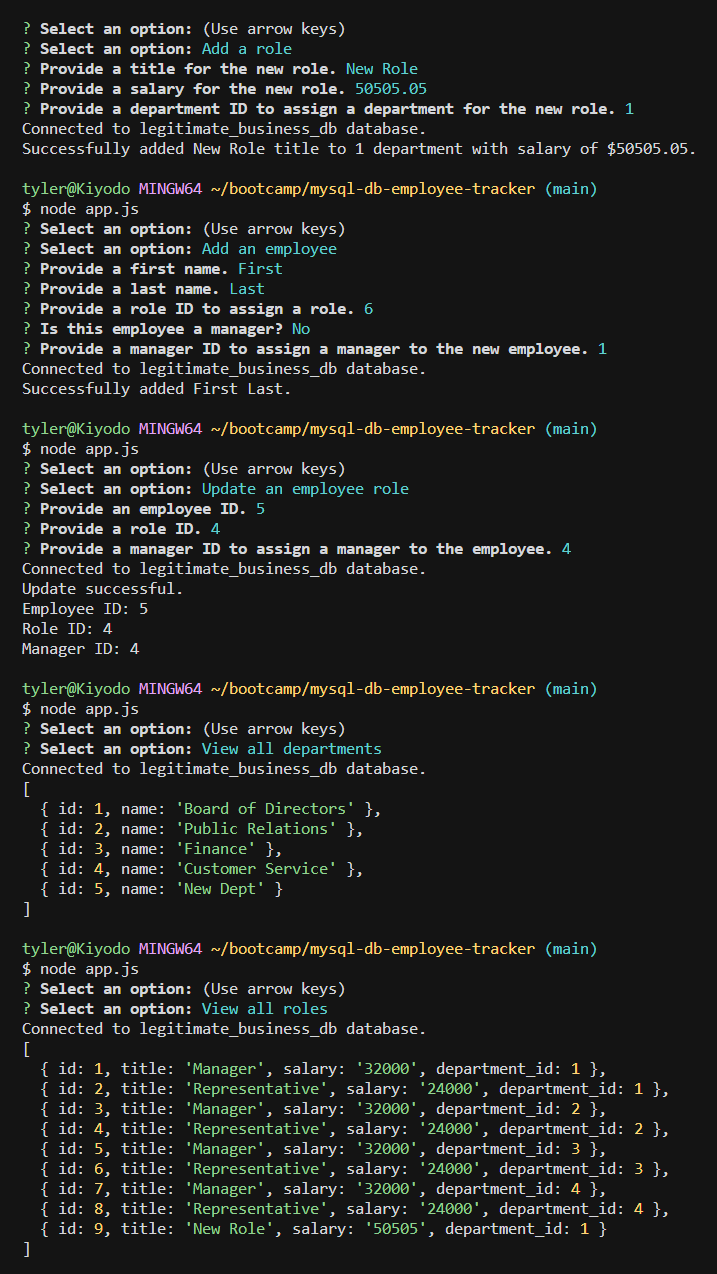 ? Select an option: (Use arrow keys)
? Select an option: Add a role
? Provide a title for the new role. New Role
? Provide a salary for the new role. 50505.05
? Provide a department ID to assign a department for the new role. 1
Connected to legitimate_business_db database.
Successfully added New Role title to 1 department with salary of $50505.05.

tyler@Kiyodo MINGW64 ~/bootcamp/mysql-db-employee-tracker (main)
$ node app.js
? Select an option: (Use arrow keys)
? Select an option: Add an employee
? Provide a first name. First
? Provide a last name. Last
? Provide a role ID to assign a role. 6
? Is this employee a manager? No
? Provide a manager ID to assign a manager to the new employee. 1
Connected to legitimate_business_db database.
Successfully added First Last.

tyler@Kiyodo MINGW64 ~/bootcamp/mysql-db-employee-tracker (main)
$ node app.js
? Select an option: (Use arrow keys)
? Select an option: Update an employee role
? Provide an employee ID. 5
? Provide a role ID. 4
? Provide a manager ID to assign a manager to the employee. 4
Connected to legitimate_business_db database.
Update successful.
Employee ID: 5
Role ID: 4
Manager ID: 4

tyler@Kiyodo MINGW64 ~/bootcamp/mysql-db-employee-tracker (main)
$ node app.js
? Select an option: (Use arrow keys)
? Select an option: View all departments
Connected to legitimate_business_db database.
[
  { id: 1, name: 'Board of Directors' },
  { id: 2, name: 'Public Relations' },
  { id: 3, name: 'Finance' },
  { id: 4, name: 'Customer Service' },
  { id: 5, name: 'New Dept' }
]

tyler@Kiyodo MINGW64 ~/bootcamp/mysql-db-employee-tracker (main)
$ node app.js
? Select an option: (Use arrow keys)
? Select an option: View all roles
Connected to legitimate_business_db database.
[
  { id: 1, title: 'Manager', salary: '32000', department_id: 1 },
  { id: 2, title: 'Representative', salary: '24000', department_id: 1 },
  { id: 3, title: 'Manager', salary: '32000', department_id: 2 },
  { id: 4, title: 'Representative', salary: '24000', department_id: 2 },
  { id: 5, title: 'Manager', salary: '32000', department_id: 3 },
  { id: 6, title: 'Representative', salary: '24000', department_id: 3 },
  { id: 7, title: 'Manager', salary: '32000', department_id: 4 },
  { id: 8, title: 'Representative', salary: '24000', department_id: 4 },
  { id: 9, title: 'New Role', salary: '50505', department_id: 1 }
]